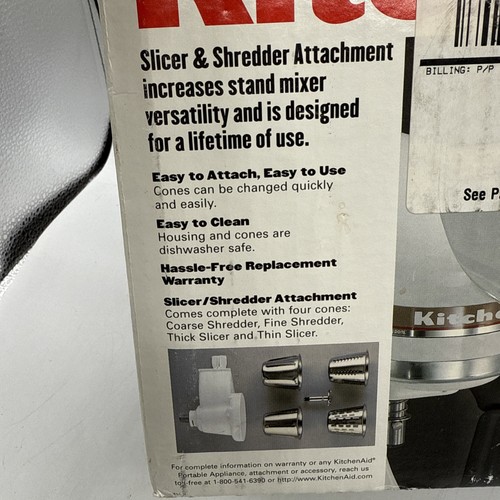 Slicer & Shredder Attachment
increases stand mixer
versatility and is designed
for a lifetime of use.
BILLING: P/P
See
Easy to Attach, Easy to Use
Cones can be changed quickly
and easily.
Easy to Clean
Housing and cones are
dishwasher safe.
Hassle-Free Replacement
Warranty
Slicer/Shredder Attachment
Comes complete with four cones:
Coarse Shredder, Fine Shredder,
Thick Slicer and Thin Slicer.
For complete information on warranty or any KitchenAid®
Portable Appliance, attachment or accessory, reach us
toll-free at 1-800-541-6390 or http://www.KitchenAid.com